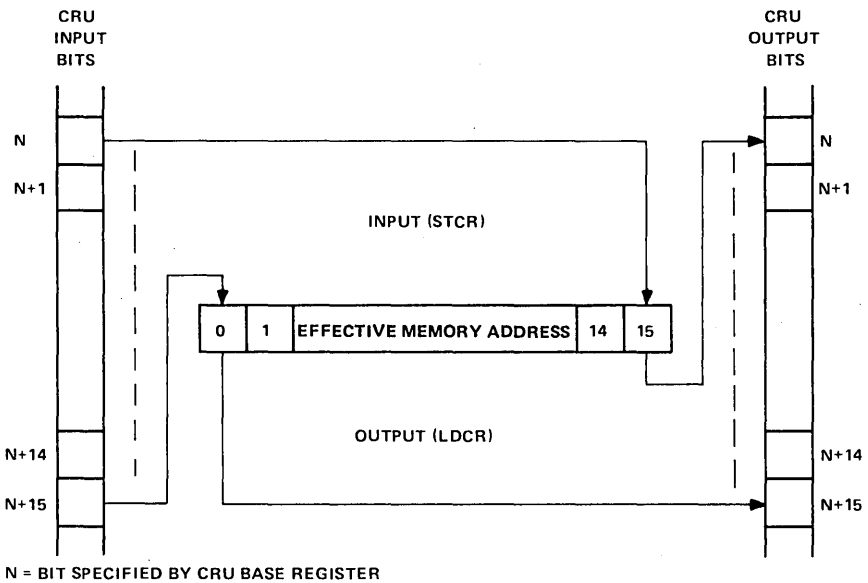 CRU
INPUT
BITS
CRU
OUTPUT
BITS
N
N
N+1
N+1
INPUT (STCR)
0 1 EFFECTIVE MEMORY ADDRESS 14 15
OUTPUT (LDCR)
N+14
N+14
N+15
N+15
N = BIT SPECIFIED BY CRU BASE REGISTER